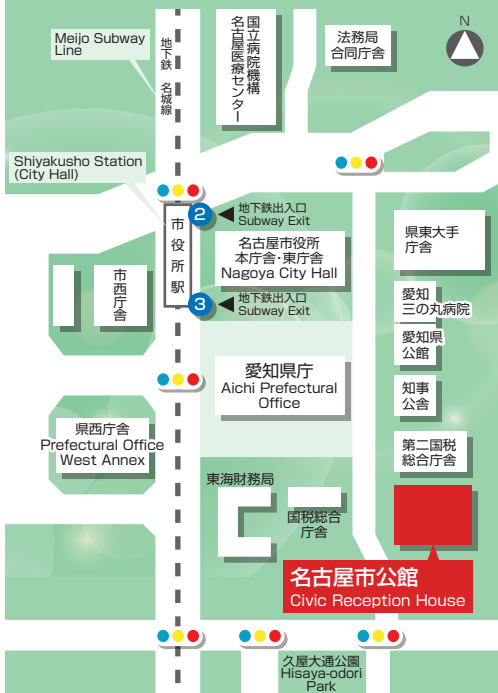 Meijo Subway
Line
地下鉄 名城線
国立病院機構
名古屋医療センター
法務局
合同庁舎
N
Shiyakusho Station
(City Hall)
2
地下鉄出入口
Subway Exit
市役所駅
名古屋市役所
本庁舎・東庁舎
Nagoya City Hall
県東大手
庁舎
市西庁舎
3
地下鉄出入口
Subway Exit
愛知
三の丸病院
愛知県
公館
愛知県庁
Aichi Prefectural
Office
知事
公舎
県西庁舎
Prefectural Office
West Annex
第二国税
総合庁舎
東海財務局
国税総合
庁舎
名古屋市公館
Civic Reception House
久屋大通公園
Hisaya-odori
Park